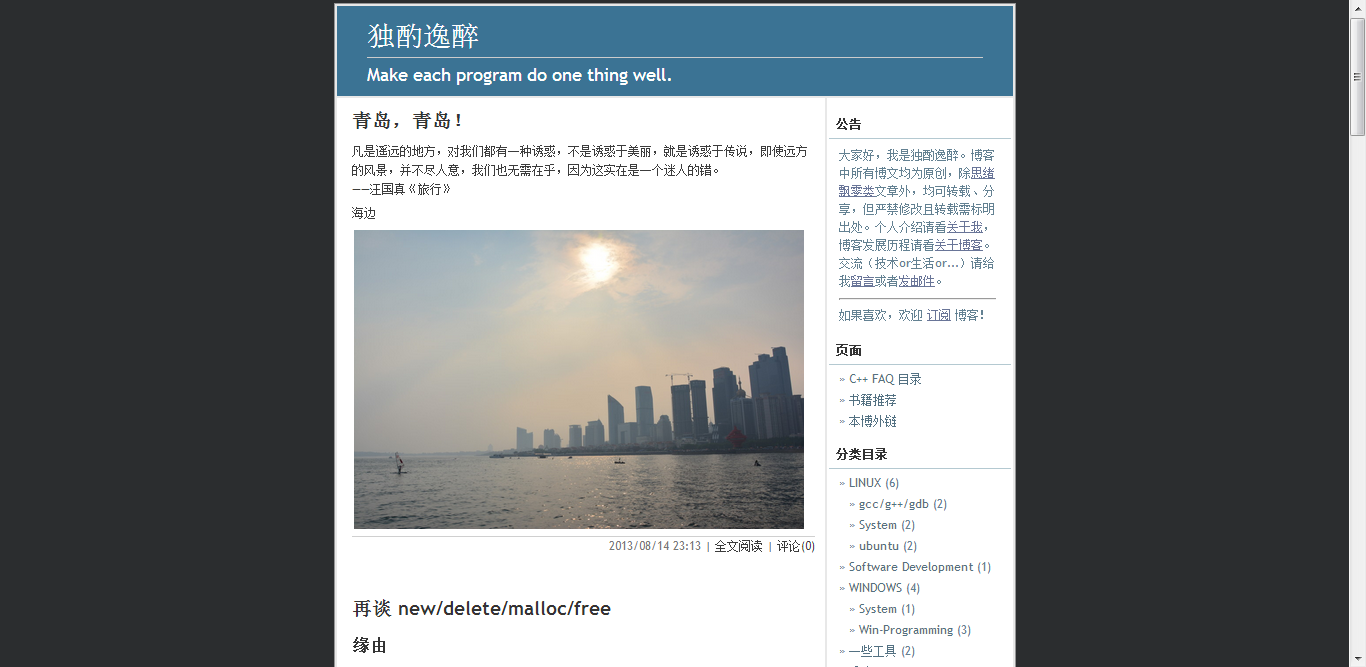 独酌逸醉
Make each program do one thing well.
青岛，青岛！
凡是遥远的地方，对我们都有一种诱惑，不是诱惑于美丽，就是诱惑于传说，即使远方
的风景，并不尽人意，我们也无需在乎，因为这实在是一个迷人的错。
——汪国真《旅行》
海边
2013/08/14 23:13 | 全文阅读 | 评论(0)
再谈 new/delete/malloc/free
缘由
公告
大家好，我是独酌逸醉。博客
中所有博文均为原创，除思绪
飘零类文章外，均可转载、分
享，但严禁修改且转载需标明
出处。个人介绍请看关于我，
博客发展历程请看关于博客。
交流（技术or生活or...）请给
我留言或者发邮件。
如果喜欢，欢迎 订阅 博客！
页面
» C++ FAQ 目录
» 书籍推荐
» 本博外链
分类目录
» LINUX (6)
» gcc/g++/gdb (2)
» System (2)
» ubuntu (2)
» Software Development (1)
» WINDOWS (4)
» System (1)
» Win-Programming (3)
» 一些工具 (2)